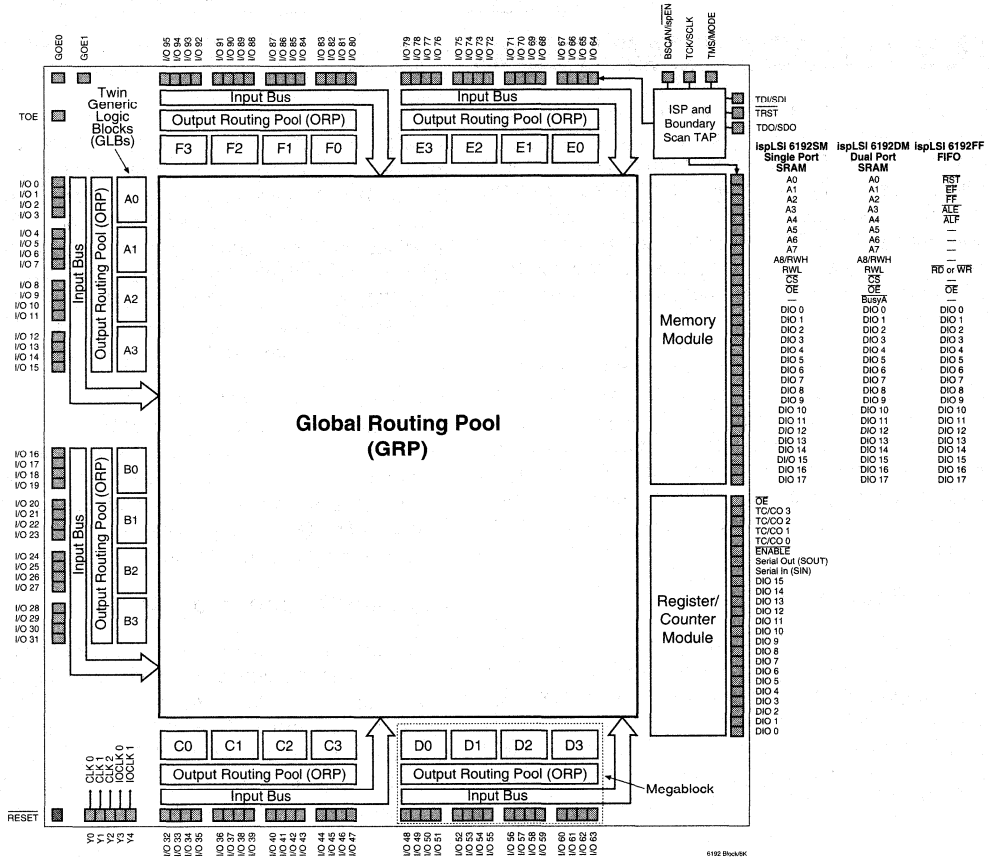 GOE0
GOE1
I/O 95
I/O 94
I/O 93
I/O 92
I/O 91
I/O 90
I/O 89
I/O 88
I/O 87
I/O 86
I/O 85
I/O 84
I/O 83
I/O 82
I/O 81
I/O 80
I/O 79
I/O 78
I/O 77
I/O 76
I/O 75
I/O 74
I/O 73
I/O 72
I/O 71
I/O 70
I/O 69
I/O 68
I/O 67
I/O 66
I/O 65
I/O 64
BSCAN/ispEN
TCK/SCLK
TMS/MODE
TOE
Twin
Generic
Logic
Blocks
(GLBs)
Input Bus
Output Routing Pool (ORP)
F3 F2 F1 F0
Input Bus
Output Routing Pool (ORP)
E3 E2 E1 E0
ISP and
Boundary
Scan TAP
TDI/SDI
TRST
TDO/SDO
I/O 0
I/O 1
I/O 2
I/O 3
I/O 4
I/O 5
I/O 6
I/O 7
I/O 8
I/O 9
I/O 10
I/O 11
I/O 12
I/O 13
I/O 14
I/O 15
Input Bus
Output Routing Pool (ORP)
A0
A1
A2
A3
I/O 16
I/O 17
I/O 18
I/O 19
I/O 20
I/O 21
I/O 22
I/O 23
I/O 24
I/O 25
I/O 26
I/O 27
I/O 28
I/O 29
I/O 30
I/O 31
Input Bus
Output Routing Pool (ORP)
B0
B1
B2
B3
Global Routing Pool
(GRP)
Memory
Module
Register/
Counter
Module
ispLSI 6192SM ispLSI 6192DM ispLSI 6192FF
Single Port Dual Port FIFO
SRAM SRAM
A0 A0 RST
A1 A1 EF
A2 A2 FF
A3 A3 ALE
A4 A4 ALF
A5 A5 —
A6 A6 —
A7 A7 —
A8/RWH A8/RWH —
RWL RWL RD or WR
CS CS —
OE OE OE
— BusyA —
DIO 0 DIO 0 DIO 0
DIO 1 DIO 1 DIO 1
DIO 2 DIO 2 DIO 2
DIO 3 DIO 3 DIO 3
DIO 4 DIO 4 DIO 4
DIO 5 DIO 5 DIO 5
DIO 6 DIO 6 DIO 6
DIO 7 DIO 7 DIO 7
DIO 8 DIO 8 DIO 8
DIO 9 DIO 9 DIO 9
DIO 10 DIO 10 DIO 10
DIO 11 DIO 11 DIO 11
DIO 12 DIO 12 DIO 12
DIO 13 DIO 13 DIO 13
DIO 14 DIO 14 DIO 14
DI/O 15 DIO 15 DIO 15
DIO 16 DIO 16 DIO 16
DIO 17 DIO 17 DIO 17
OE
TC/CO 3
TC/CO 2
TC/CO 1
TC/CO 0
ENABLE
Serial Out (SOUT)
Serial In (SIN)
DIO 15
DIO 14
DIO 13
DIO 12
DIO 11
DIO 10
DIO 9
DIO 8
DIO 7
DIO 6
DIO 5
DIO 4
DIO 3
DIO 2
DIO 1
DIO 0
C0 C1 C2 C3
Output Routing Pool (ORP)
Input Bus
D0 D1 D2 D3
Output Routing Pool (ORP)
Input Bus
Megablock
CLK 0
CLK 1
CLK 2
IOCLK 0
IOCLK 1
RESET
Y0
Y1
Y2
Y3
Y4
I/O 32
I/O 33
I/O 34
I/O 35
I/O 36
I/O 37
I/O 38
I/O 39
I/O 40
I/O 41
I/O 42
I/O 43
I/O 44
I/O 45
I/O 46
I/O 47
I/O 48
I/O 49
I/O 50
I/O 51
I/O 52
I/O 53
I/O 54
I/O 55
I/O 56
I/O 57
I/O 58
I/O 59
I/O 60
I/O 61
I/O 62
I/O 63
6192 Block/6K